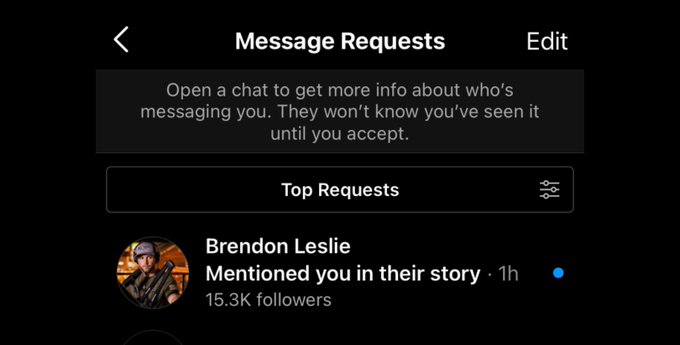 Message Requests
Edit
Open a chat to get more info about who’s
messaging you. They won’t know you’ve seen it
until you accept.
Top Requests
Brendon Leslie
Mentioned you in their story · 1h
15.3K followers